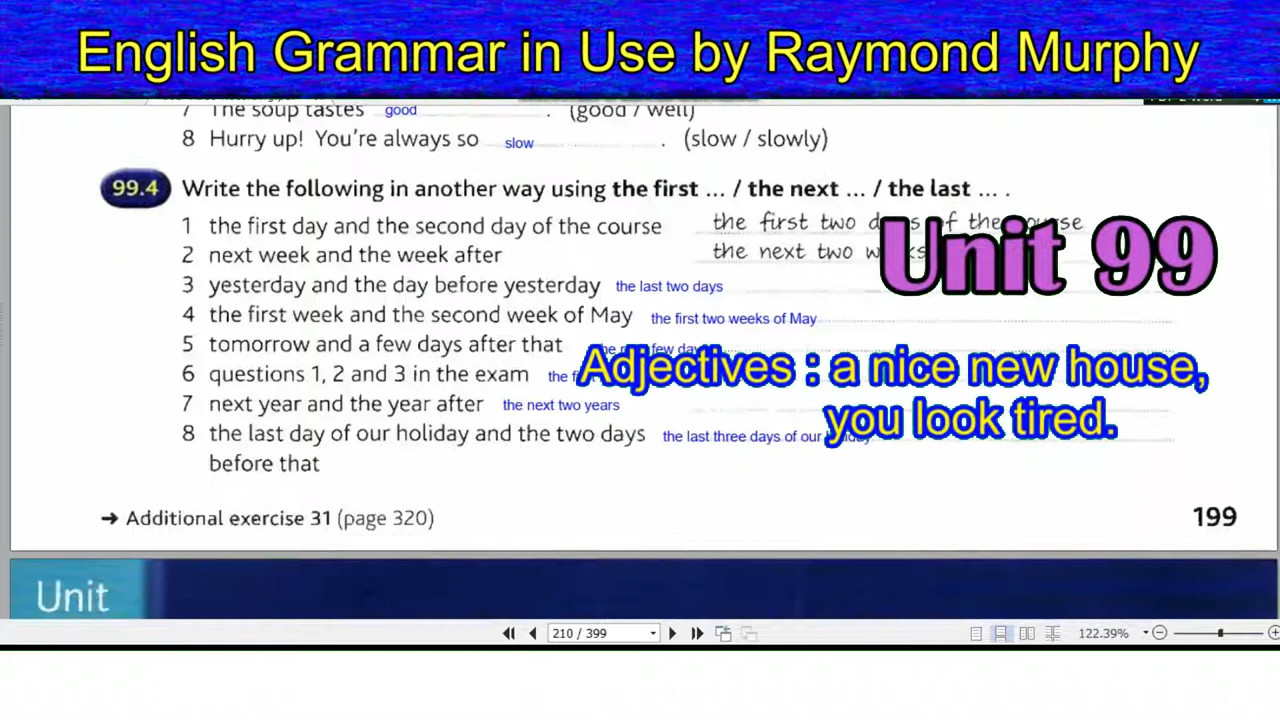 English Grammar in Use by Raymond Murphy
7 The soup tastes good . (good / well)
8 Hurry up! You're always so slow . (slow / slowly)
99.4 Write the following in another way using the first ... / the next ... / the last ... .
1 the first day and the second day of the course the first two days of the course
2 next week and the week after the next two weeks
3 yesterday and the day before yesterday the last two days
4 the first week and the second week of May the first two weeks of May
5 tomorrow and a few days after that few
6 questions 1, 2 and 3 in the exam the
7 next year and the year after the next two years
8 the last day of our holiday and the two days the last three days of our holiday
before that
Unit 99
Adjectives : a nice new house,
you look tired.
→ Additional exercise 31 (page 320) 199
Unit
210 / 399 122.39%